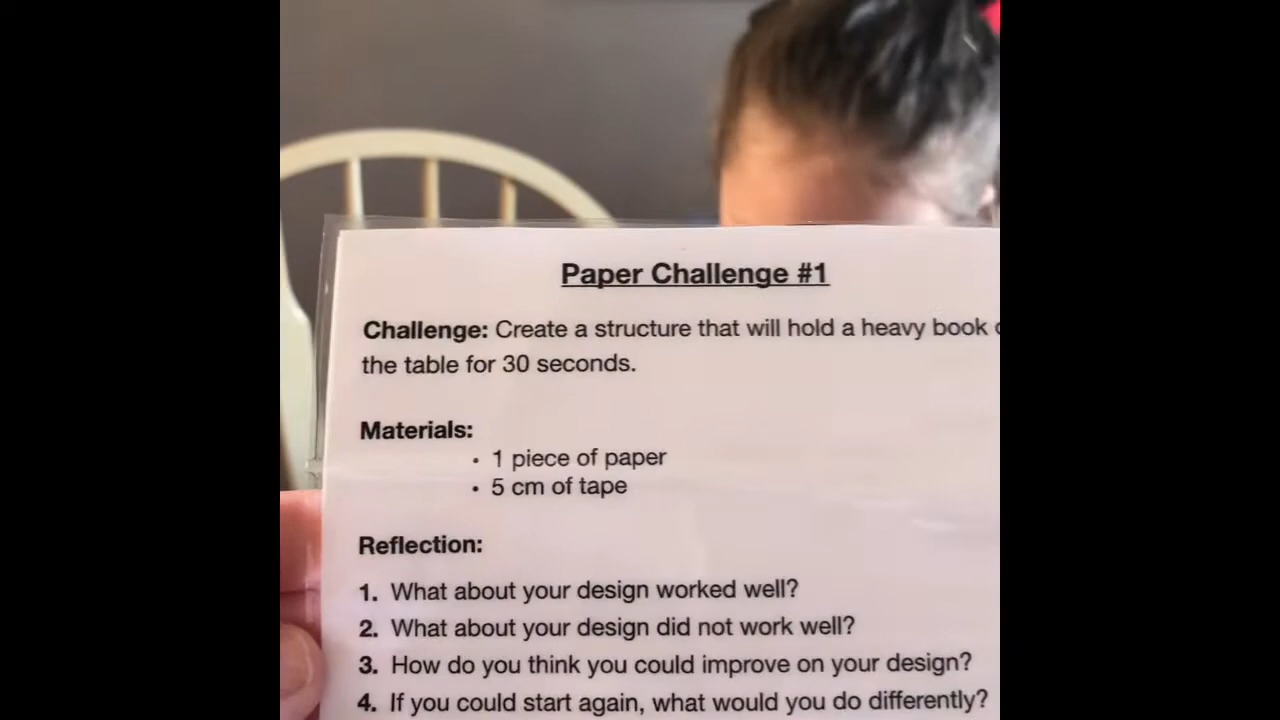 Paper Challenge #1
Challenge: Create a structure that will hold a heavy book
the table for 30 seconds.
Materials:
• 1 piece of paper
• 5 cm of tape
Reflection:
1. What about your design worked well?
2. What about your design did not work well?
3. How do you think you could improve on your design?
4. If you could start again, what would you do differently?